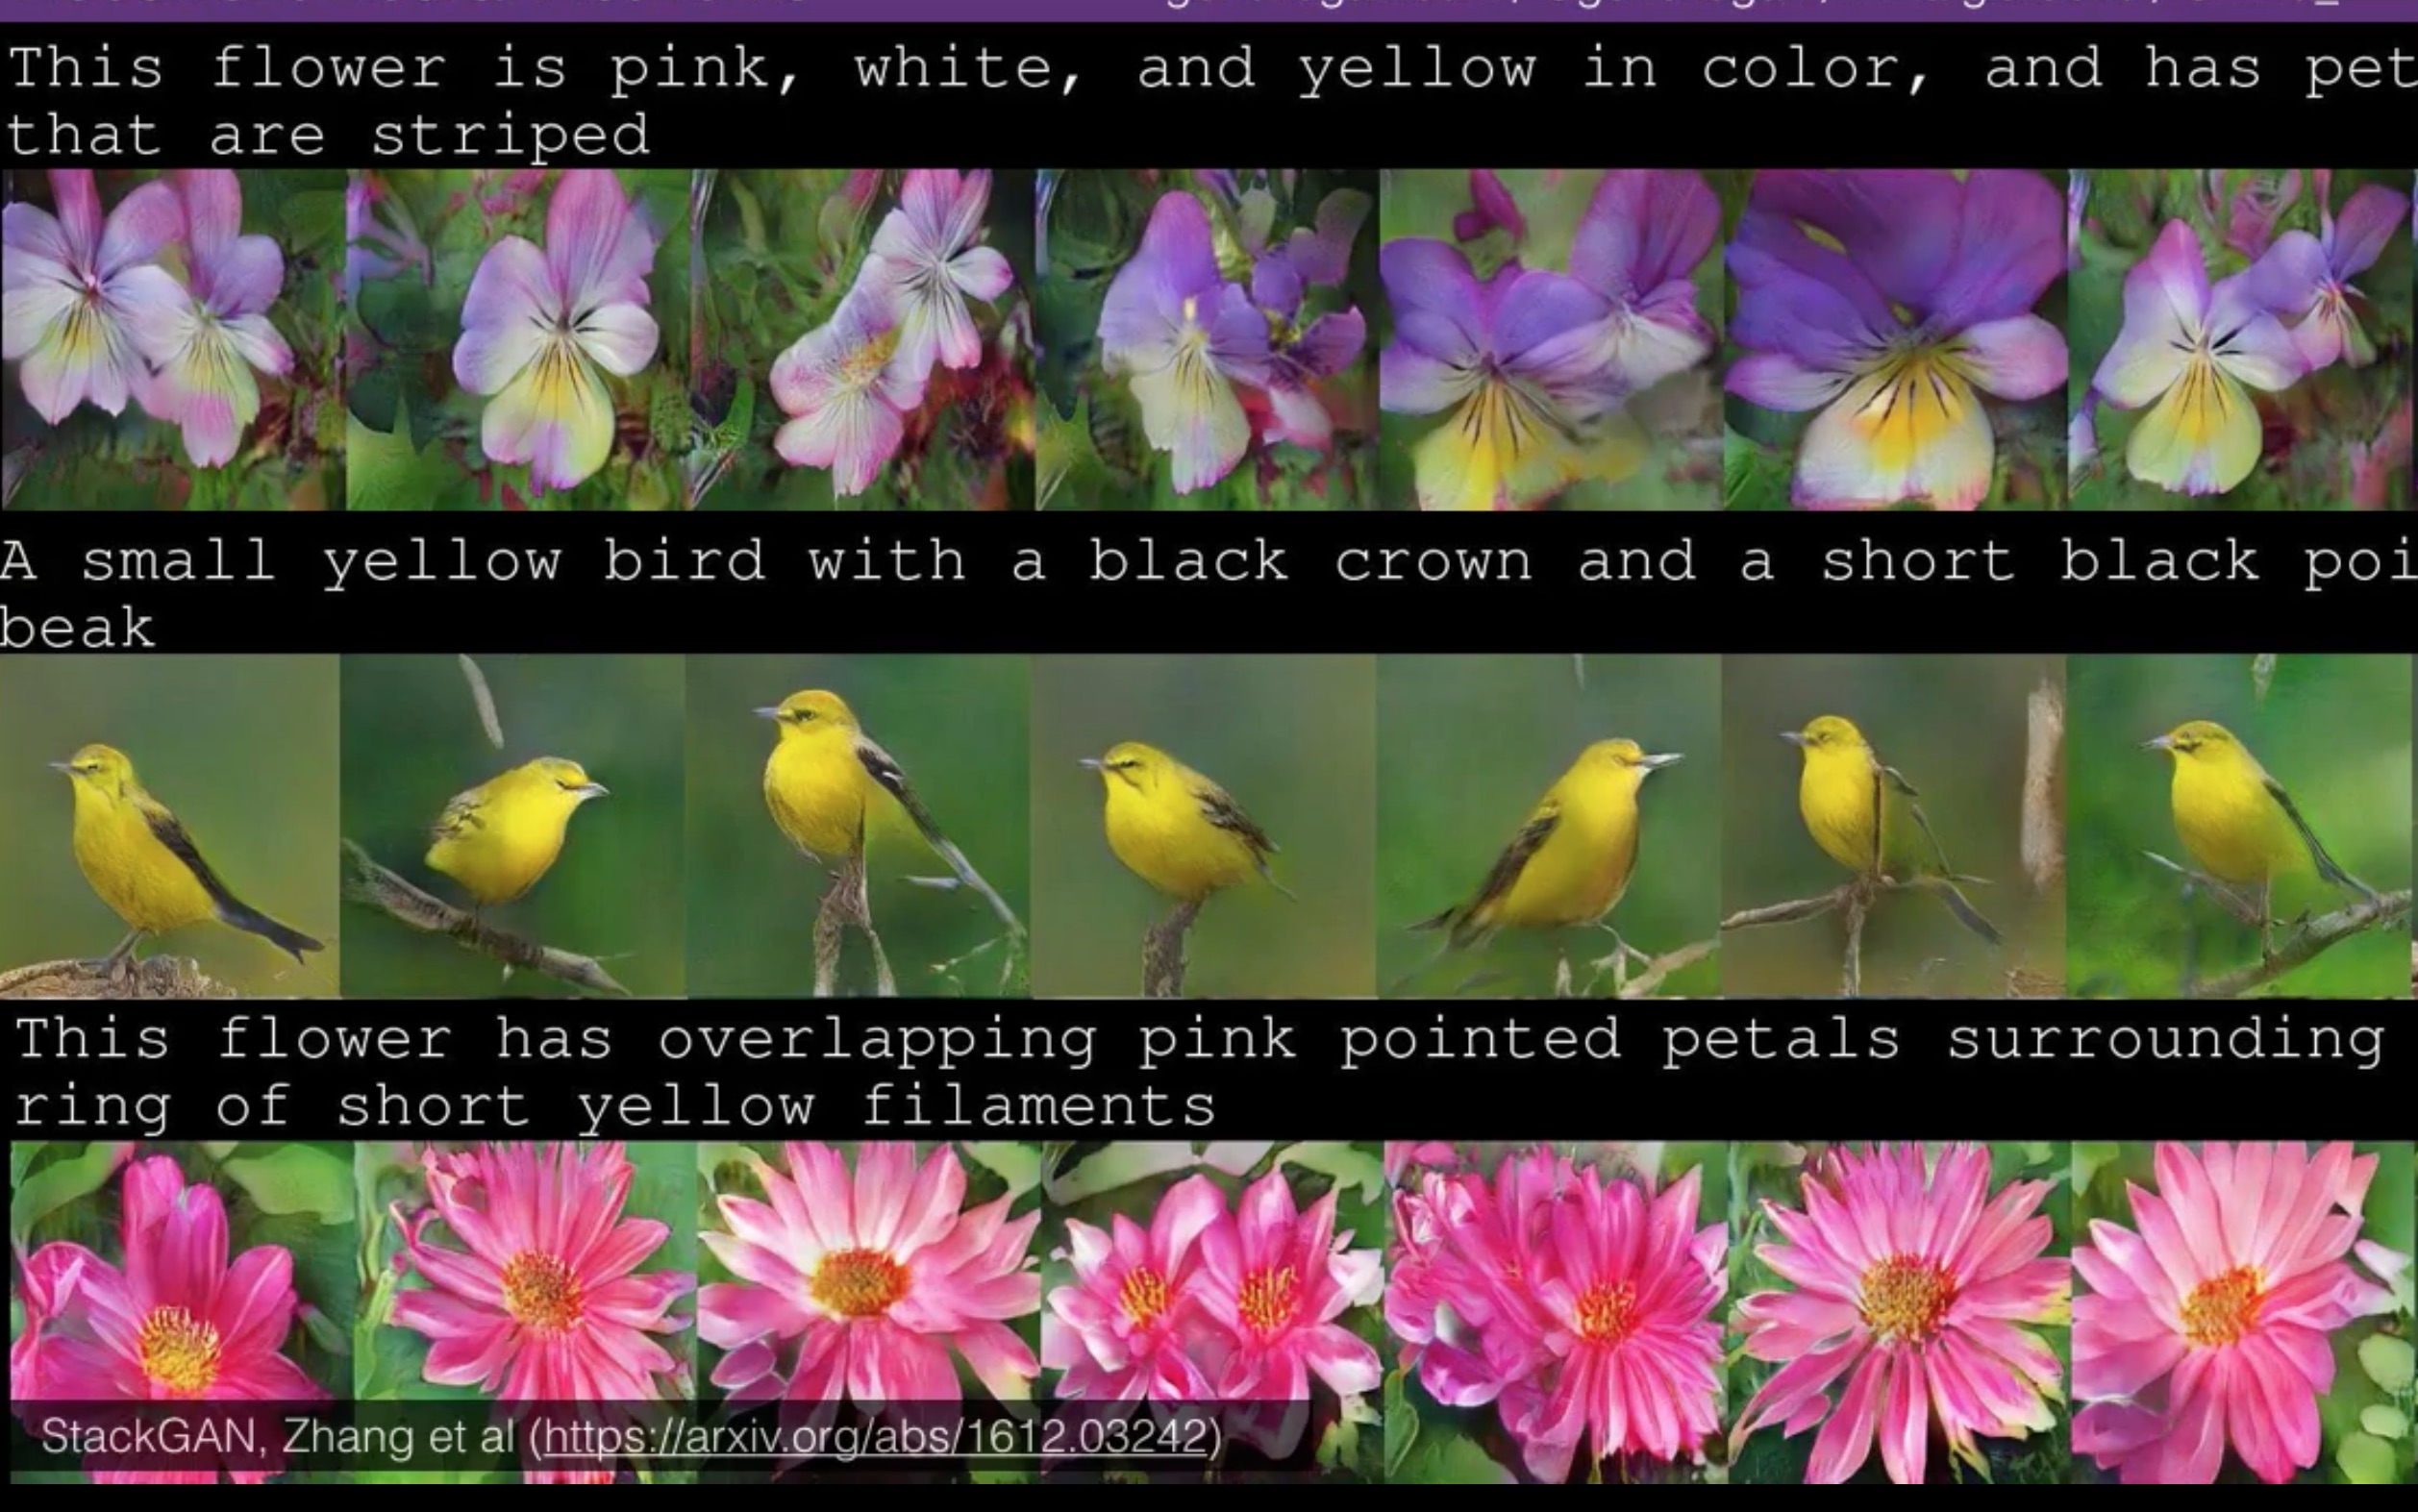 This flower is pink, white, and yellow in color, and has pet
that are striped
A small yellow bird with a black crown and a short black poi
beak
This flower has overlapping pink pointed petals surrounding
ring of short yellow filaments
StackGAN, Zhang et al (https://arxiv.org/abs/1612.03242)